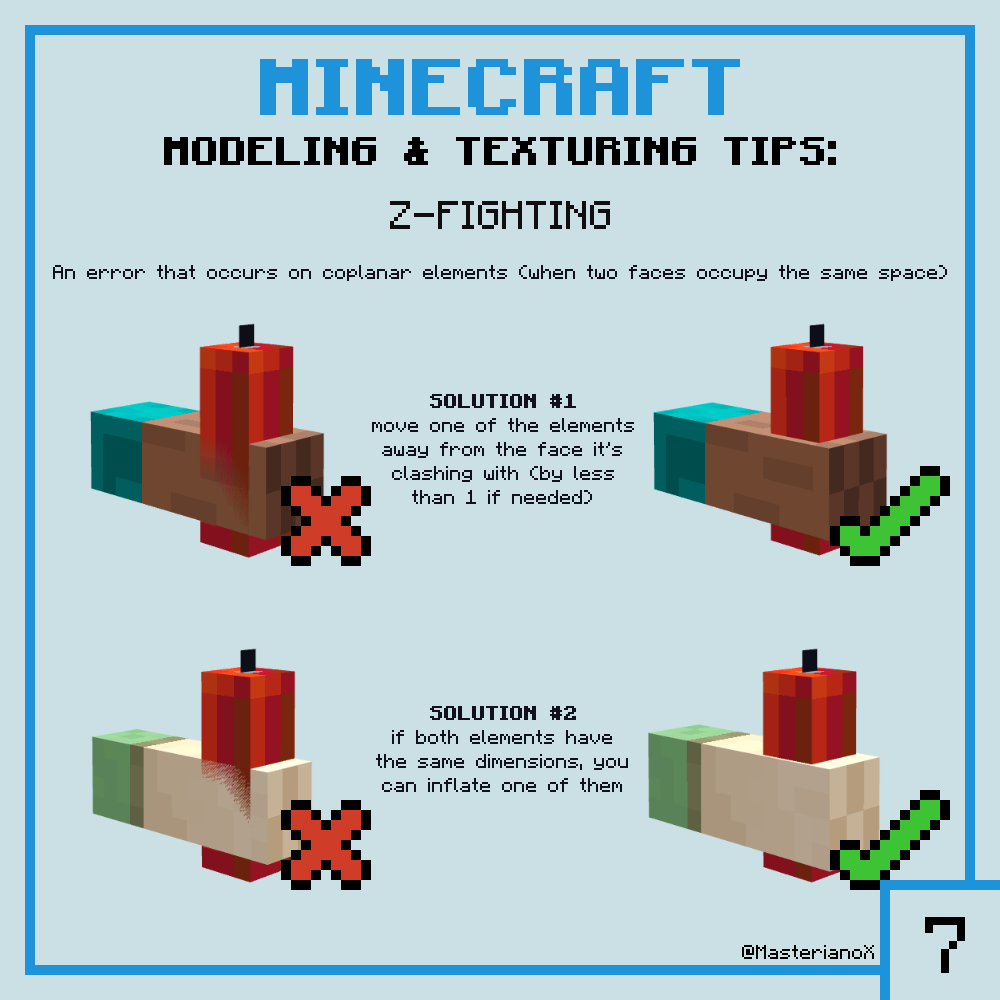 MINECRAFT
MODELING & TEXTURING TIPS:
Z-FIGHTING
An error that occurs on coplanar elements (when two faces occupy the same space)
SOLUTION #1
move one of the elements
away from the face it's
clashing with (by less
than 1 if needed)
SOLUTION #2
if both elements have
the same dimensions, you
can inflate one of them
@MasterianoX
7